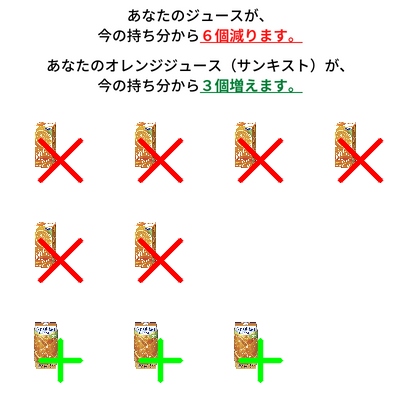 あなたのジュースが、
今の持ち分から６個減ります。
あなたのオレンジジュース（サンキスト）が、
今の持ち分から３個増えます。